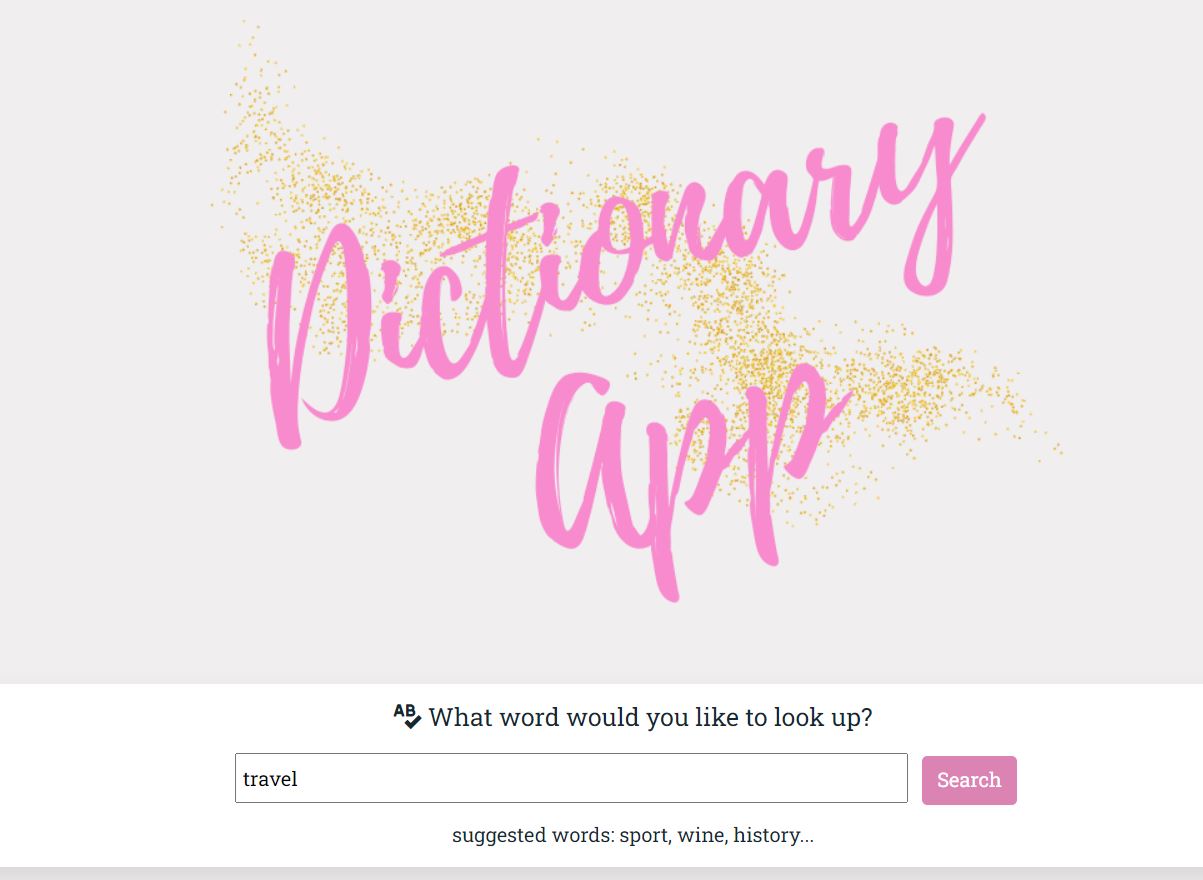 Dictionary
App
AB What word would you like to look up?
travel
Search
suggested words: sport, wine, history...